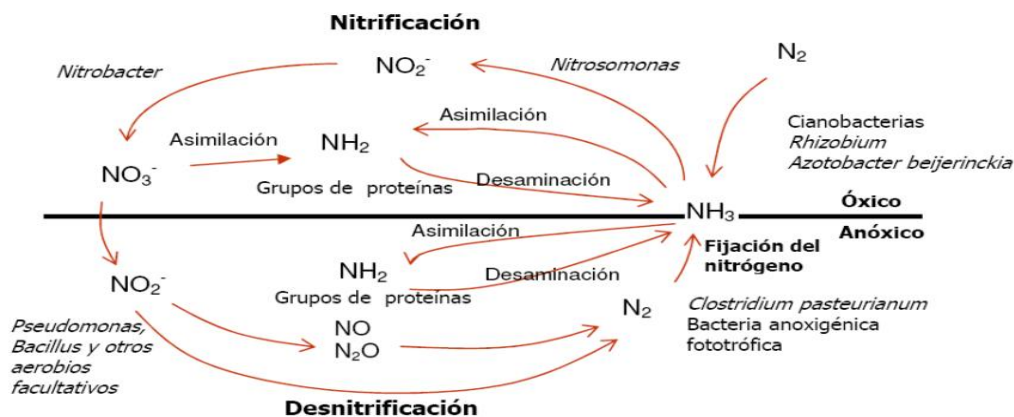 Nitrificación
Nitrobacter
NO₂⁻
Nitrosomonas
N₂
Asimilación
Asimilación
NH₂
NO₃⁻
Grupos de proteínas
Desaminación
Cianobacterias
Rhizobium
Azotobacter beijerinckia
NH₃
Óxico
Anóxico
Asimilación
Fijación del
nitrógeno
NO₂⁻
NH₂
Desaminación
Grupos de proteínas
N₂
Clostridium pasteurianum
Bacteria anoxigénica
fototrófica
Pseudomonas,
Bacillus y otros
aerobios
facultativos
NO
N₂O
Desnitrificación